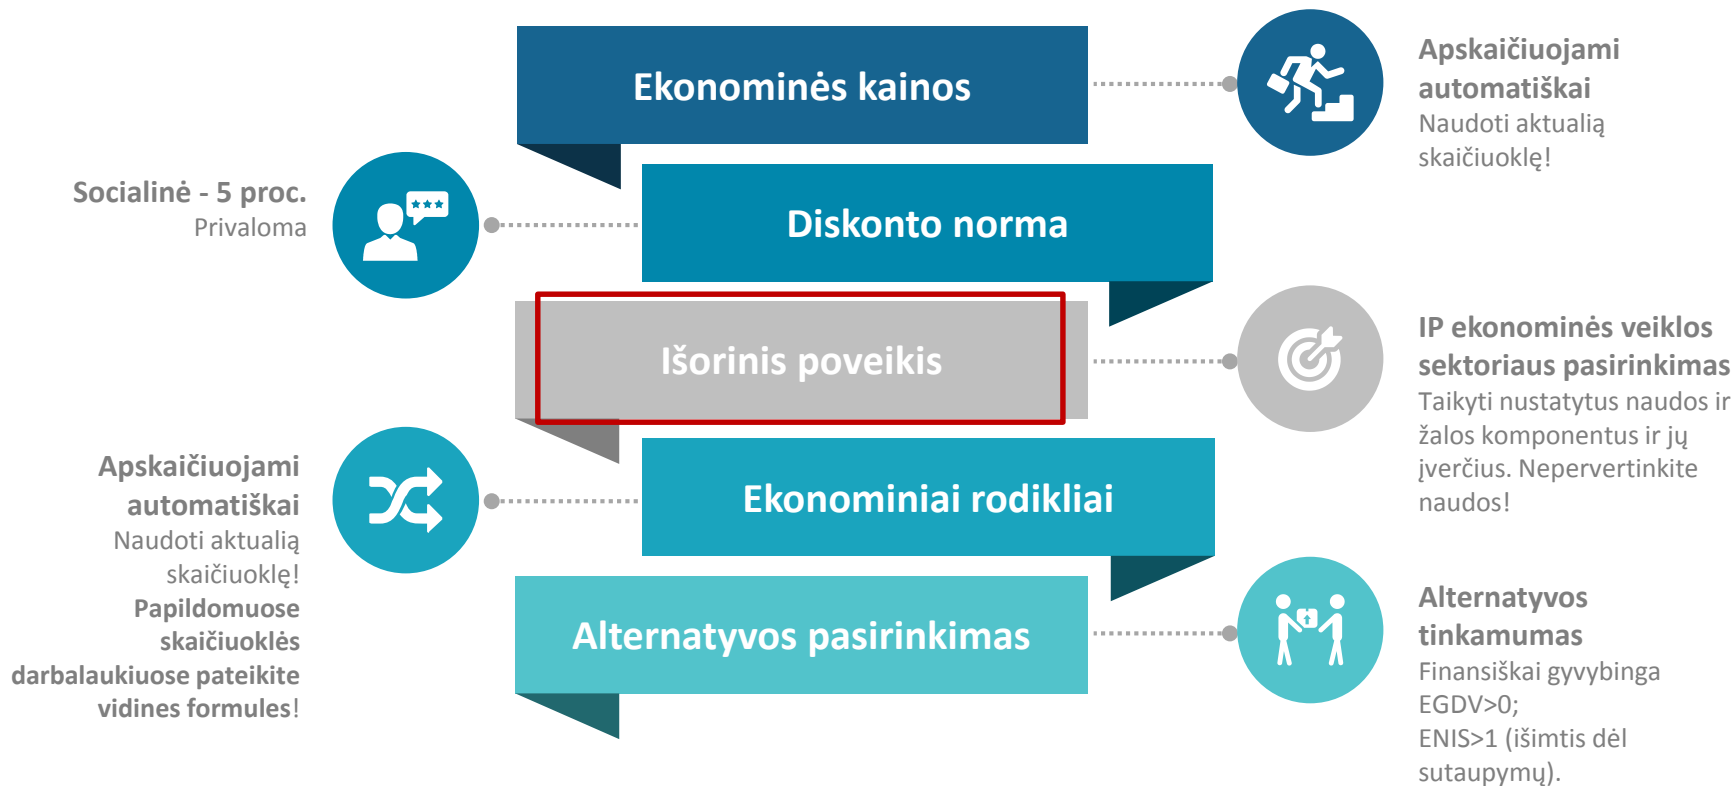 Ekonominės kainos
Apskaičiuojami
automatiškai
Naudoti aktualią
skaičiuoklę!
Socialinė - 5 proc.
Privaloma
Diskonto norma
Išorinis poveikis
IP ekonominės veiklos
sektoriaus pasirinkimas
Taikyti nustatytus naudos ir
žalos komponentus ir jų
įverčius. Nepervertinkite
naudos!
Apskaičiuojami
automatiškai
Naudoti aktualią
skaičiuoklę!
Papildomuose
skaičiuoklės
darbalaukiuose pateikite
vidines formules!
Ekonominiai rodikliai
Alternatyvos pasirinkimas
Alternatyvos
tinkamumas
Finansiškai gyvybinga
EGDV>0;
ENIS>1 (išimtis dėl
sutaupymų).